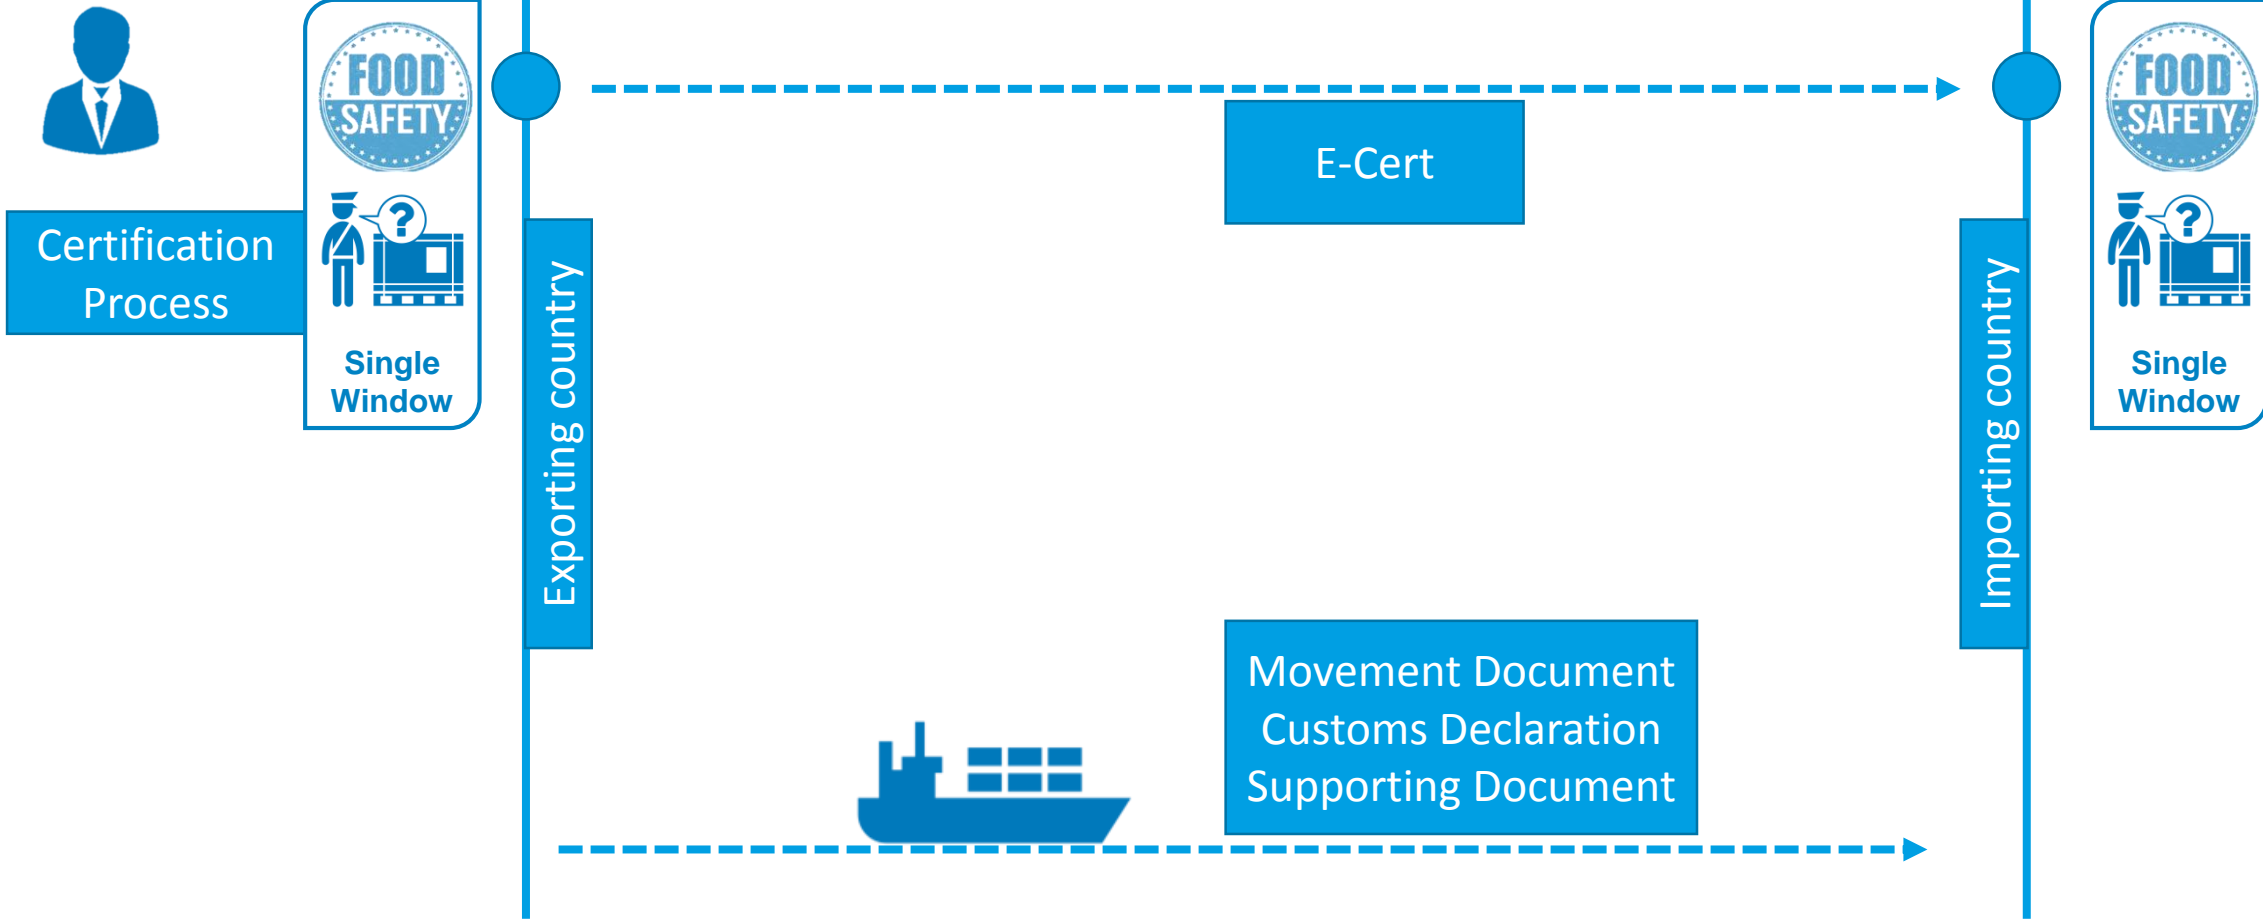 FOOD
SAFETY
?
Certification
Process
Single
Window
Exporting country
E-Cert
Movement Document
Customs Declaration
Supporting Document
Importing country
FOOD
SAFETY
?
Single
Window